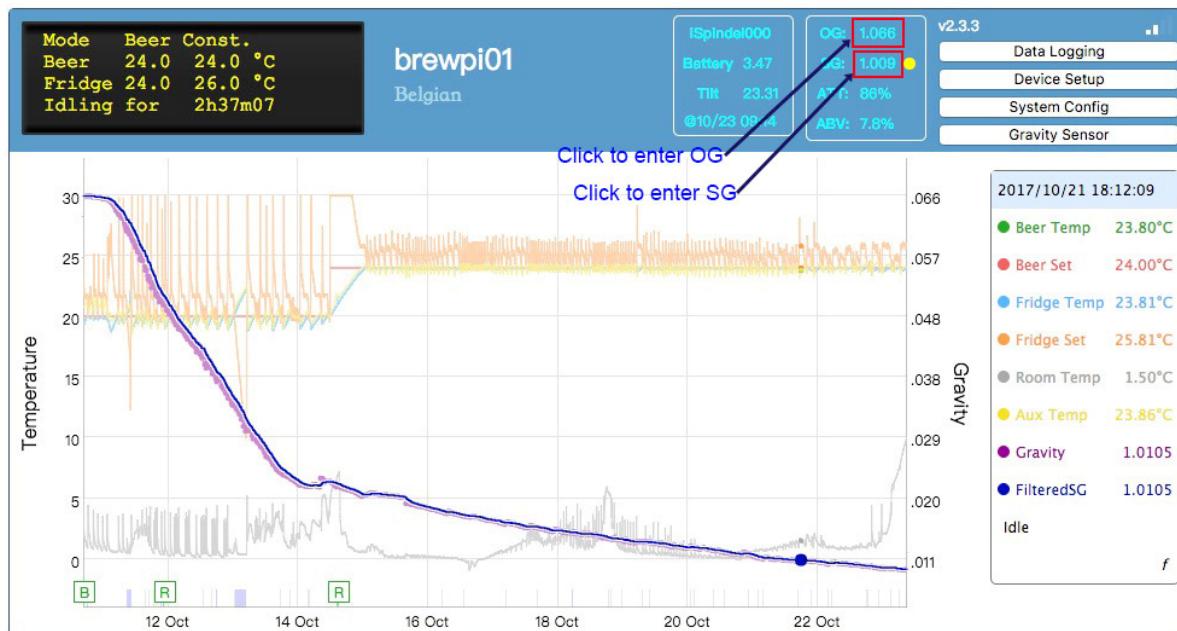 Mode Beer Const.
Beer 24.0 24.0 °C
Fridge 24.0 26.0 °C
Idling for 2h37m07
brewpi01
Belgian
iSpindel000
Battery 3.47
Tilt 23.31
@10/23 09:14
OG: 1.066
SG: 1.009
ATT: 86%
ABV: 7.8%
v2.3.3
Data Logging
Device Setup
System Config
Gravity Sensor
Click to enter OG
Click to enter SG
Temperature
30
25
20
15
10
5
0
.066
.057
.048
.038
.029
.020
.011
Gravity
B
R
R
12 Oct
14 Oct
16 Oct
18 Oct
20 Oct
22 Oct
2017/10/21 18:12:09
Beer Temp 23.80°C
Beer Set 24.00°C
Fridge Temp 23.81°C
Fridge Set 25.81°C
Room Temp 1.50°C
Aux Temp 23.86°C
Gravity 1.0105
FilteredSG 1.0105
Idle
f